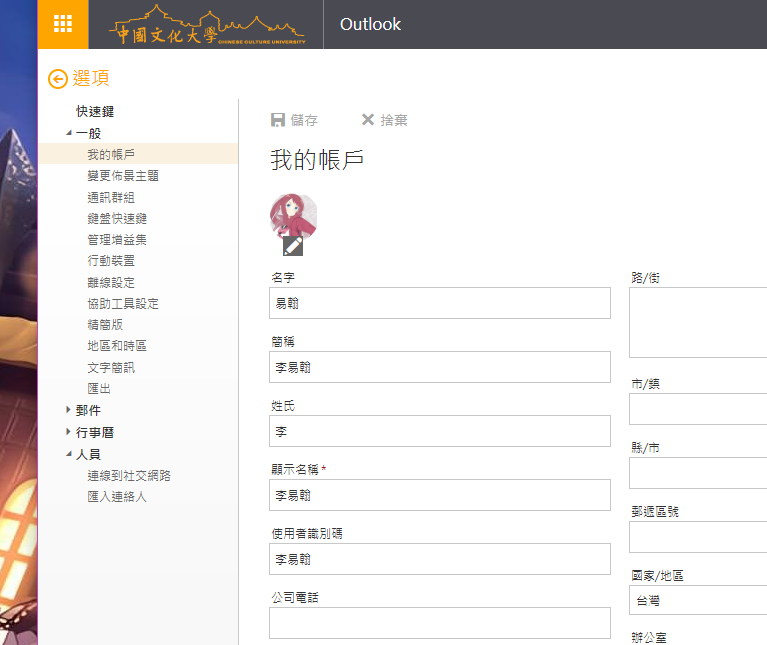 中國文化大學
CHINESE CULTURE UNIVERSITY
Outlook
選項
快速鍵
一般
我的帳戶
變更佈景主題
通訊群組
鍵盤快速鍵
管理增益集
行動裝置
離線設定
協助工具設定
精簡版
地區和時區
文字簡訊
匯出
郵件
行事曆
人員
連線到社交網路
匯入連絡人
儲存
捨棄
我的帳戶
名字
易翰
簡稱
李易翰
姓氏
李
顯示名稱 *
李易翰
使用者識別碼
李易翰
公司電話
路/街
市/鎮
縣/市
郵遞區號
國家/地區
台灣
辦公室